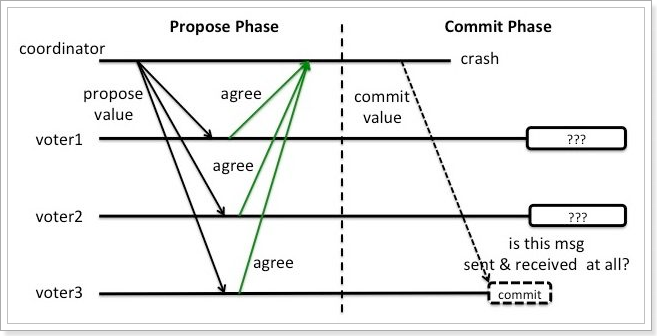 Propose Phase
Commit Phase
coordinator
crash
propose
value
agree
commit
value
voter1
???
agree
voter2
???
is this msg
sent & received at all?
agree
voter3
commit